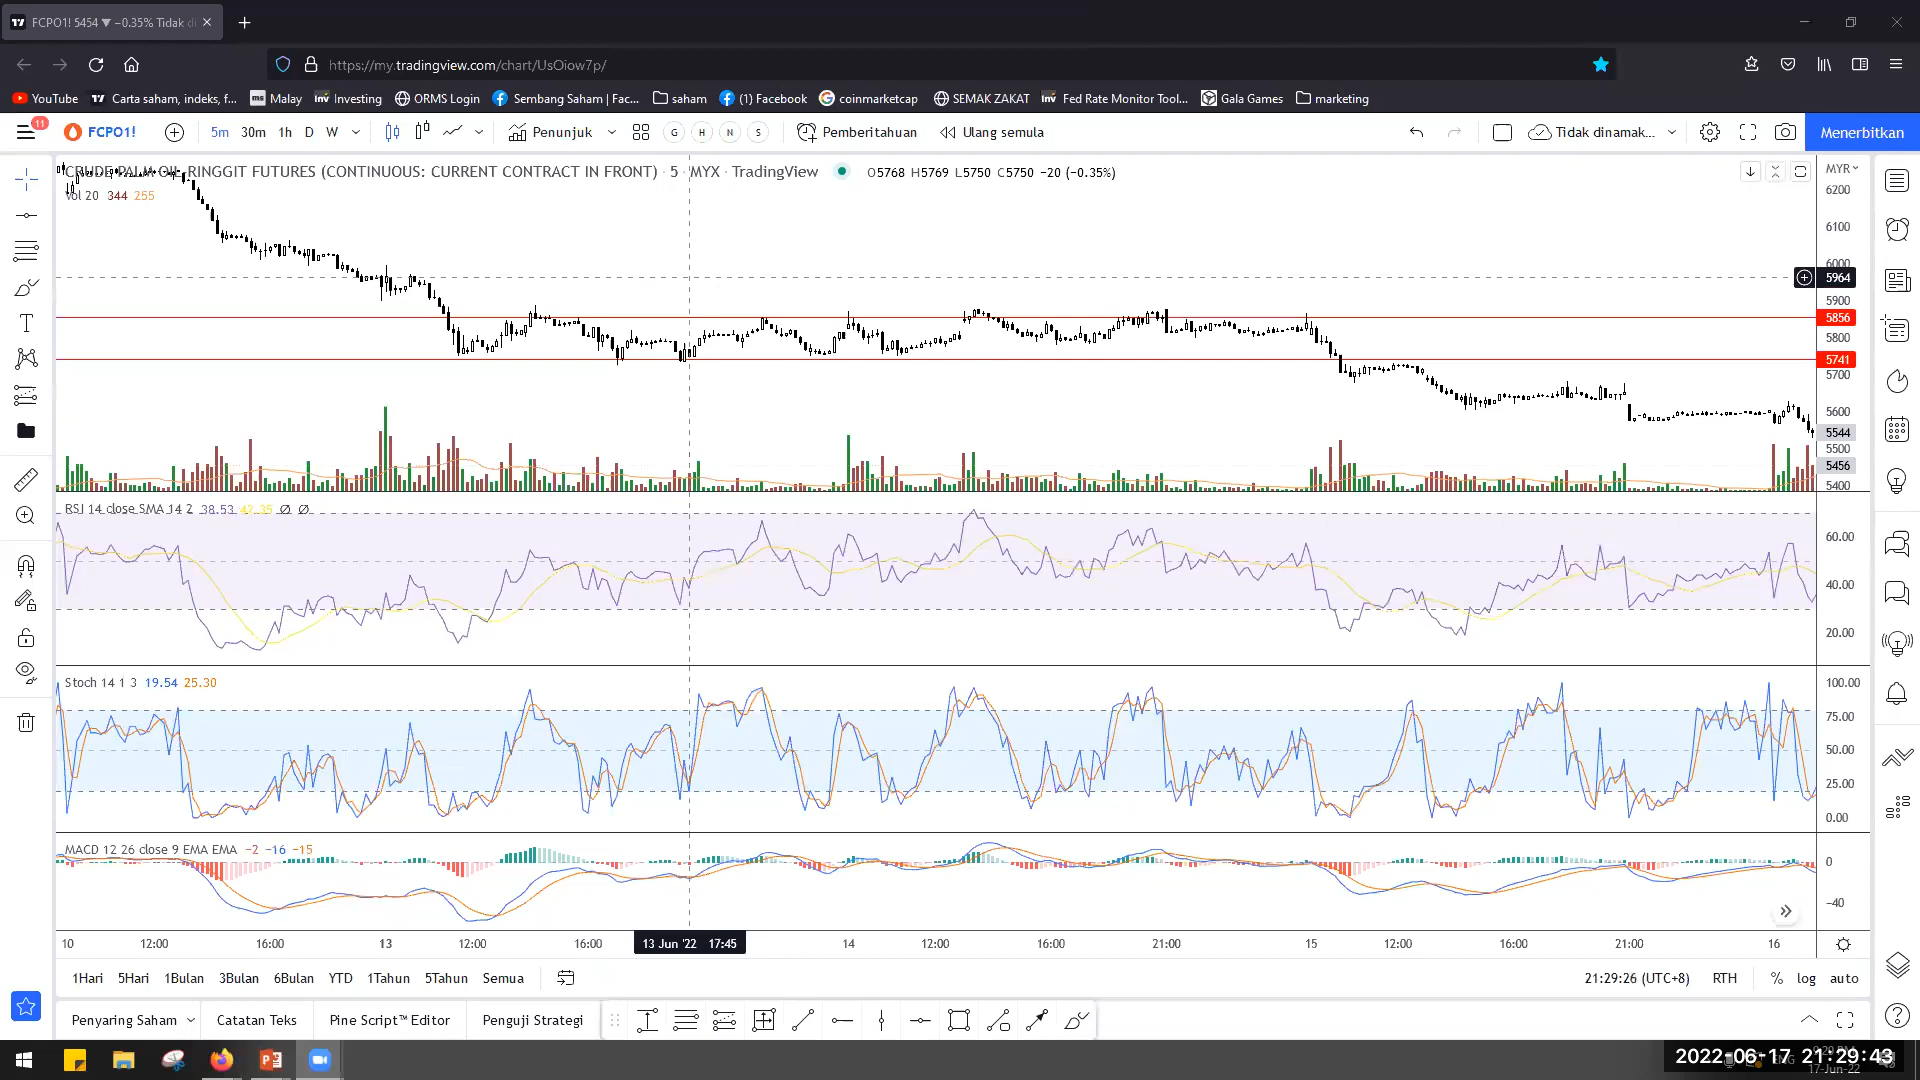 FCPO1! 5454 ▼ −0.35% Tidak di
https://my.tradingview.com/chart/UsOiow7p/
YouTube Carta saham, indeks, f... Malay Investing ORMS Login Sembang Saham | Fac... saham (1) Facebook coinmarketcap SEMAK ZAKAT Fed Rate Monitor Tool... Gala Games marketing
11 FCPO1! 5m 30m 1h D W Penunjuk G H N S Pemberitahuan Ulang semula Tidak dinamak... Menerbitkan
CRUDE PALM OIL RINGGIT FUTURES (CONTINUOUS: CURRENT CONTRACT IN FRONT) · 5 · MYX · TradingView O5768 H5769 L5750 C5750 −20 (−0.35%)
MYR
Vol 20 344 255
6200
6100
6000
5964
5900
5856
5800
5741
5700
5600
5544
5500
5456
5400
RSI 14 close SMA 14 2 38.53 42.35 Ø Ø
60.00
40.00
20.00
Stoch 14 1 3 19.54 25.30
100.00
75.00
50.00
25.00
0.00
MACD 12 26 close 9 EMA EMA −2 −16 −15
0
−40
10 12:00 16:00 13 12:00 16:00 13 Jun '22 17:45 14 12:00 16:00 21:00 15 12:00 16:00 21:00 16
1Hari 5Hari 1Bulan 3Bulan 6Bulan YTD 1Tahun 5Tahun Semua 21:29:26 (UTC+8) RTH % log auto
Penyaring Saham Catatan Teks Pine Script™ Editor Penguji Strategi
2022-06-17 21:29:43
17-Jun-22